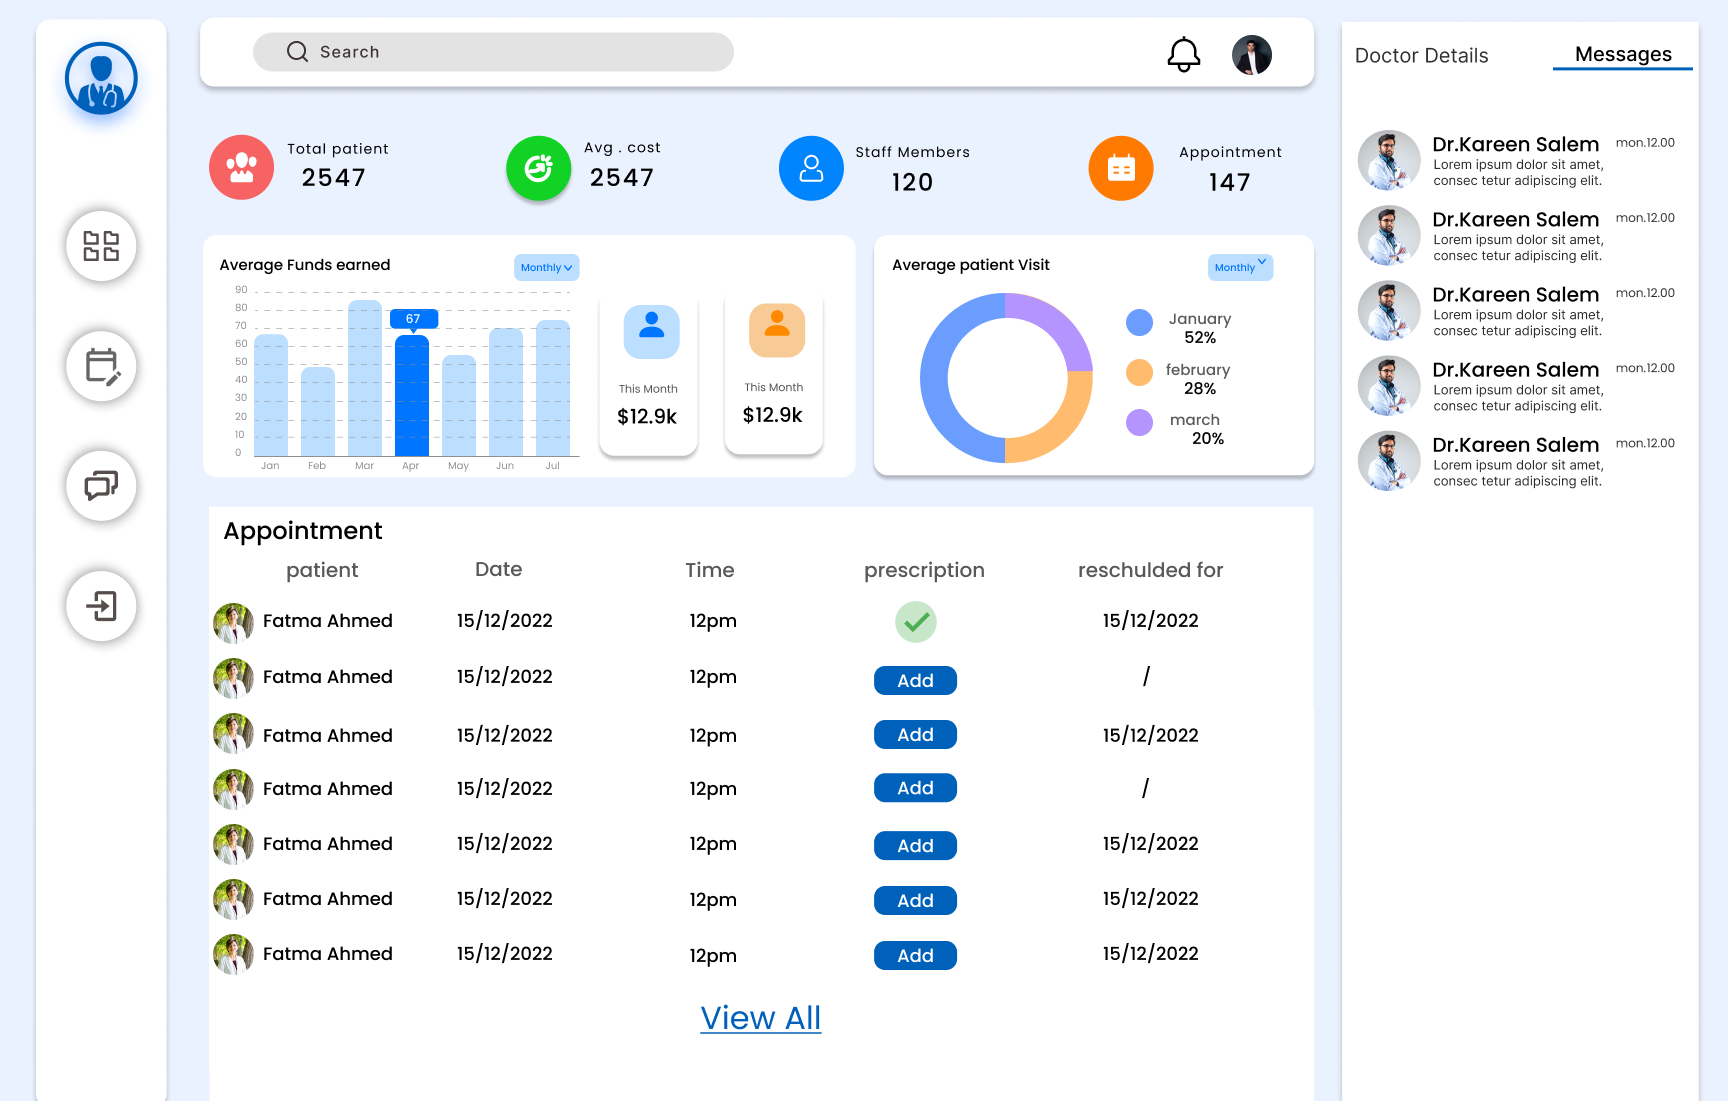 Search
Doctor Details
Messages
Total patient
2547
Avg . cost
2547
Staff Members
120
Appointment
147
Average Funds earned
Monthly
90
80
70
60
50
40
30
20
10
0
67
Jan Feb Mar Apr May Jun Jul
This Month
$12.9k
This Month
$12.9k
Average patient Visit
Monthly
January
52%
february
28%
march
20%
Dr.Kareen Salem mon.12.00
Lorem ipsum dolor sit amet,
consec tetur adipiscing elit.
Dr.Kareen Salem mon.12.00
Lorem ipsum dolor sit amet,
consec tetur adipiscing elit.
Dr.Kareen Salem mon.12.00
Lorem ipsum dolor sit amet,
consec tetur adipiscing elit.
Dr.Kareen Salem mon.12.00
Lorem ipsum dolor sit amet,
consec tetur adipiscing elit.
Dr.Kareen Salem mon.12.00
Lorem ipsum dolor sit amet,
consec tetur adipiscing elit.
Appointment
patient Date Time prescription reschulded for
Fatma Ahmed 15/12/2022 12pm 15/12/2022
Fatma Ahmed 15/12/2022 12pm Add /
Fatma Ahmed 15/12/2022 12pm Add 15/12/2022
Fatma Ahmed 15/12/2022 12pm Add /
Fatma Ahmed 15/12/2022 12pm Add 15/12/2022
Fatma Ahmed 15/12/2022 12pm Add 15/12/2022
Fatma Ahmed 15/12/2022 12pm Add 15/12/2022
View All